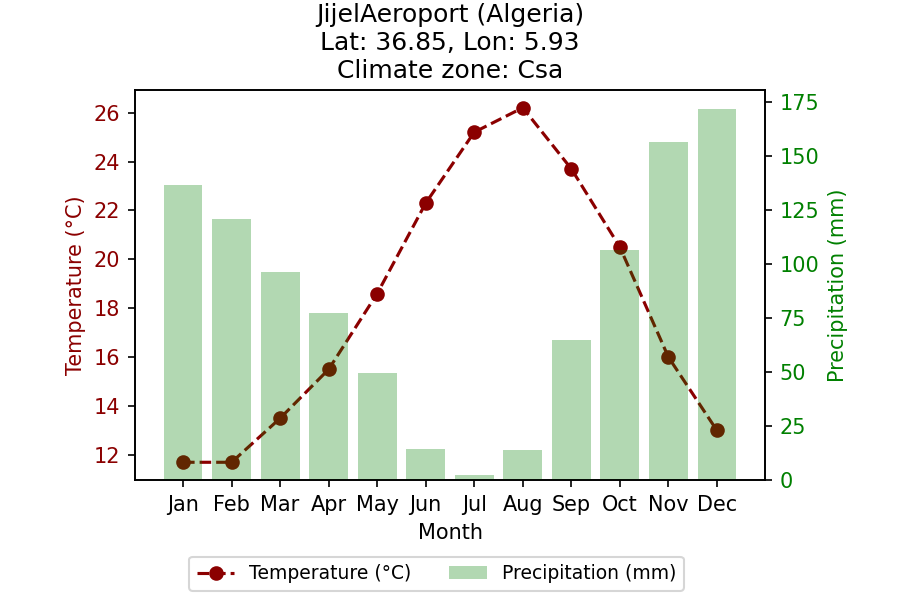 JijelAeroport (Algeria)
Lat: 36.85, Lon: 5.93
Climate zone: Csa
26
24
22
20
18
16
14
12
Temperature (°C)
175
150
125
100
75
50
25
0
Precipitation (mm)
Jan Feb Mar Apr May Jun Jul Aug Sep Oct Nov Dec
Month
Temperature (°C) Precipitation (mm)